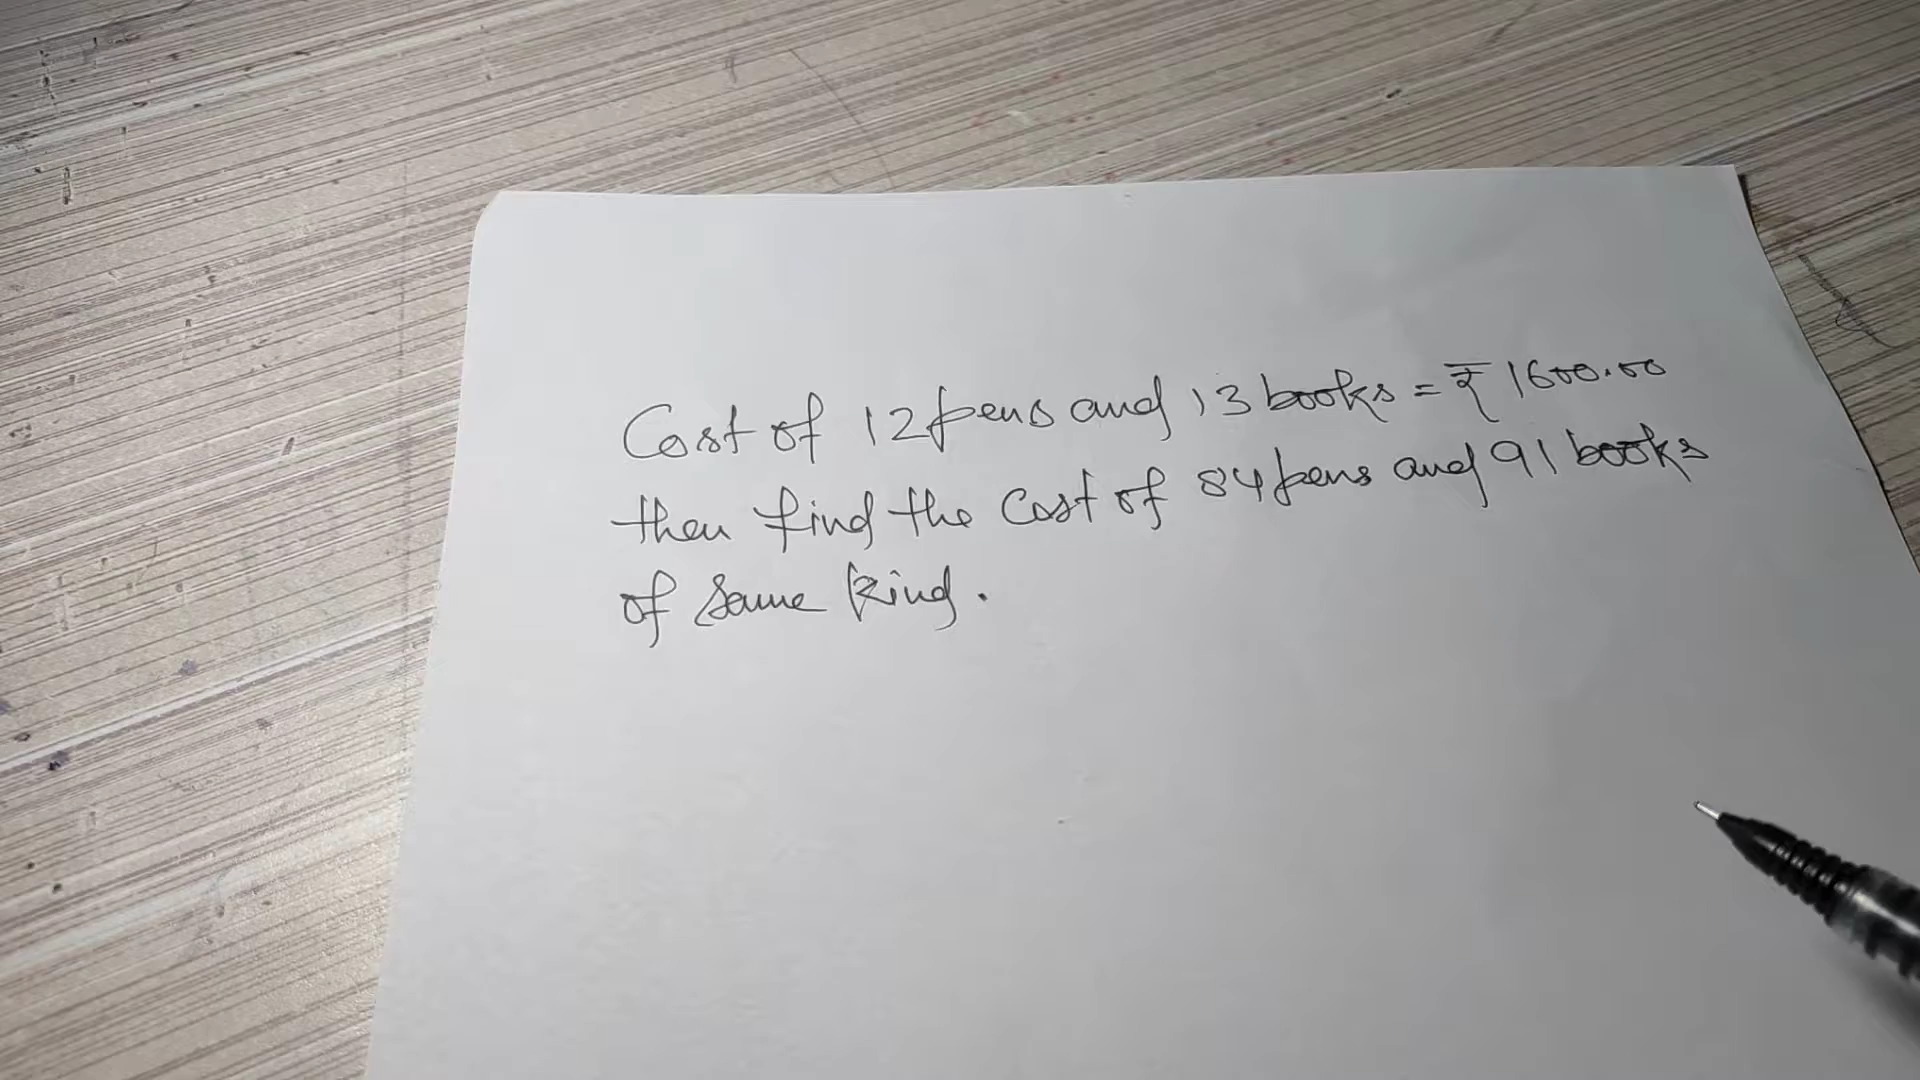 Cost of 12 pens and 13 books = ₹ 1600.00
then find the cost of 84 pens and 91 books
of same kind.